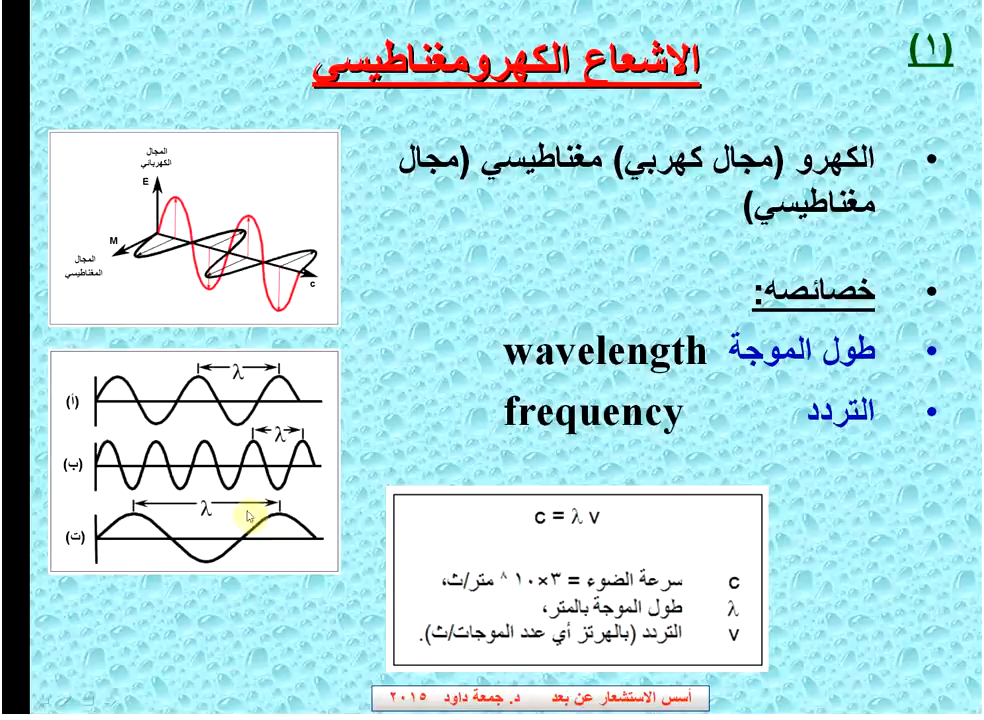 (١)
الاشعاع الكهرومغناطيسي
الكهرو (مجال كهربي) مغناطيسي (مجال
مغناطيسي)
خصائصه:
طول الموجة wavelength
التردد frequency
المجال
الكهربائي
E
M
المجال
المغناطيسي
c
(أ)
λ
(ب)
λ
(ت)
λ
c = λ v
c سرعة الضوء = ٣×١٠ ^٨ متر/ث،
λ طول الموجة بالمتر،
v التردد (بالهرتز أي عدد الموجات/ث).
أسس الاستشعار عن بعد د. جمعة داود ٢٠١٥